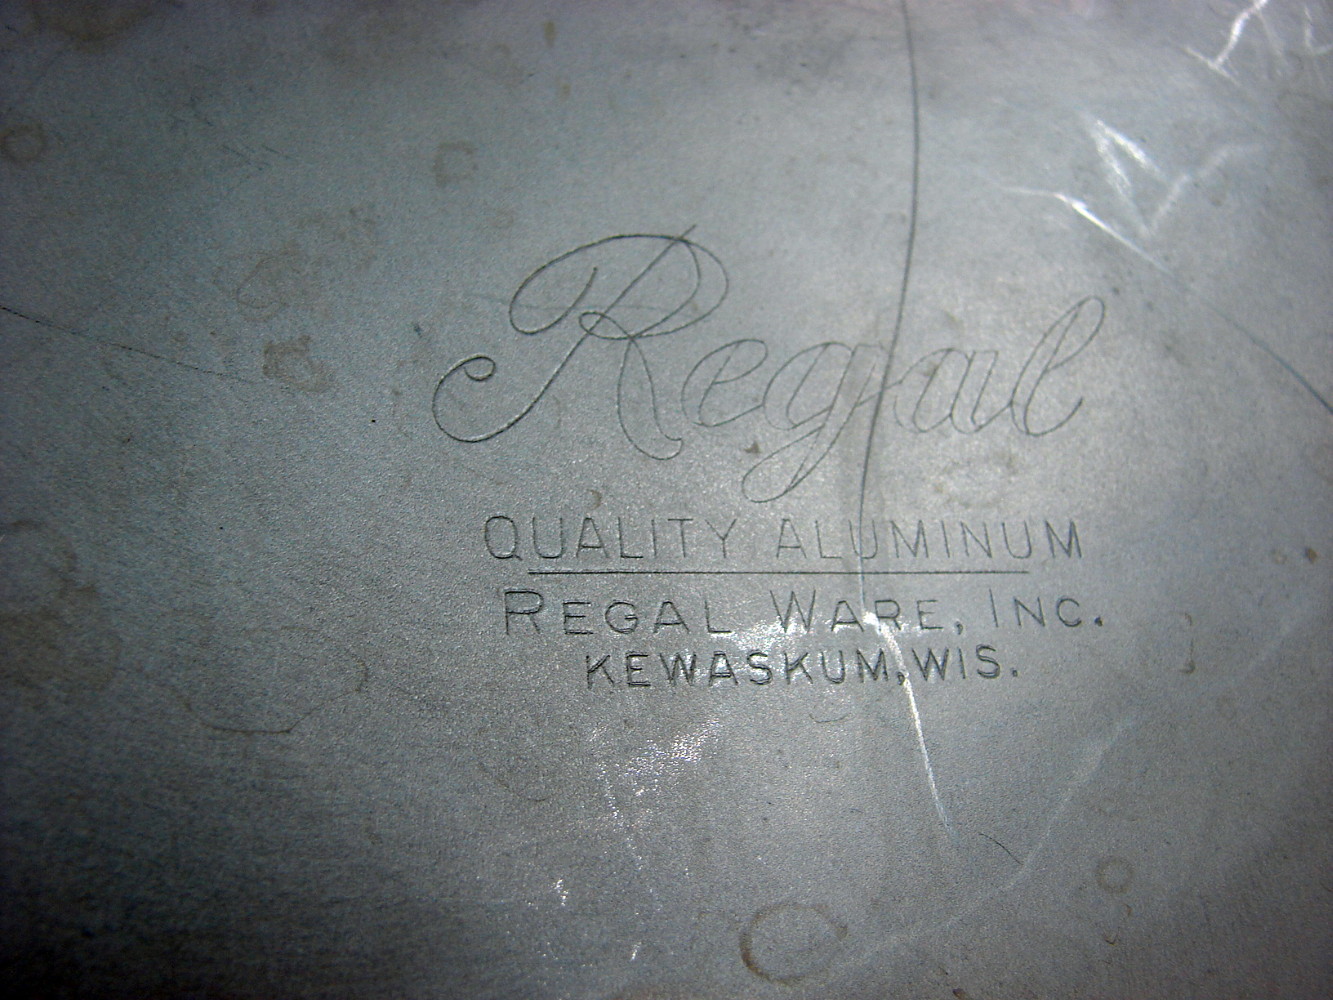 Regal
QUALITY ALUMINUM
REGAL WARE, INC.
KEWASKUM, WIS.